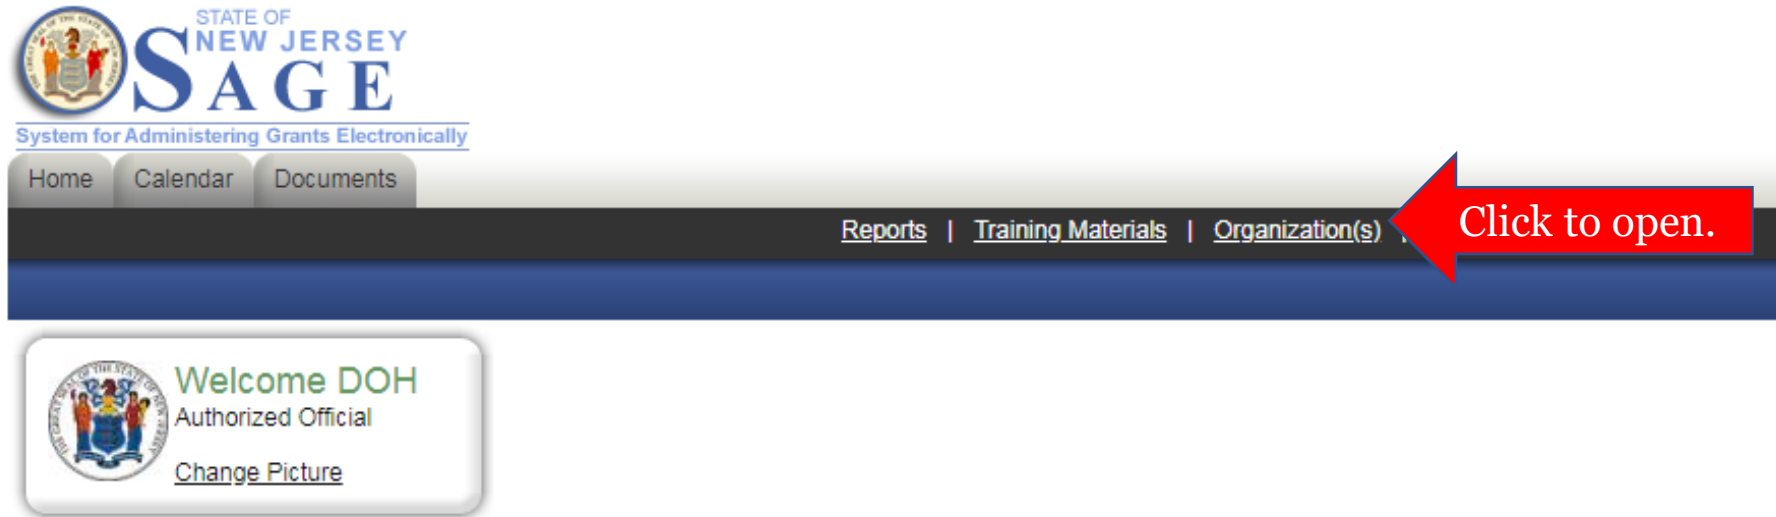 STATE OF
NEW JERSEY
SAGE
System for Administering Grants Electronically
Home Calendar Documents
Reports | Training Materials | Organization(s) |
Click to open.
Welcome DOH
Authorized Official
Change Picture